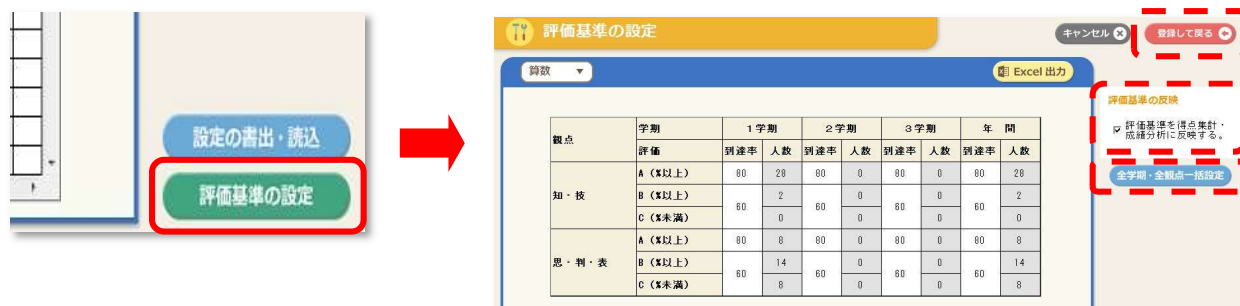 設定の書出・読込
評価基準の設定
評価基準の設定
キャンセル
登録して戻る
算数
Excel 出力
評価基準の反映
評価基準を得点集計・
成績分析に反映する。
全学期・全観点一括設定
観点 学期 1学期 2学期 3学期 年 間
評価 到達率 人数 到達率 人数 到達率 人数 到達率 人数
知・技 A (%以上) 80 28 80 0 80 0 80 28
B (%以上) 60 2 60 0 60 0 60 2
C (%未満) 0 0 0 0
思・判・表 A (%以上) 80 8 80 0 80 0 80 8
B (%以上) 60 14 60 0 60 0 60 14
C (%未満) 8 0 0 8